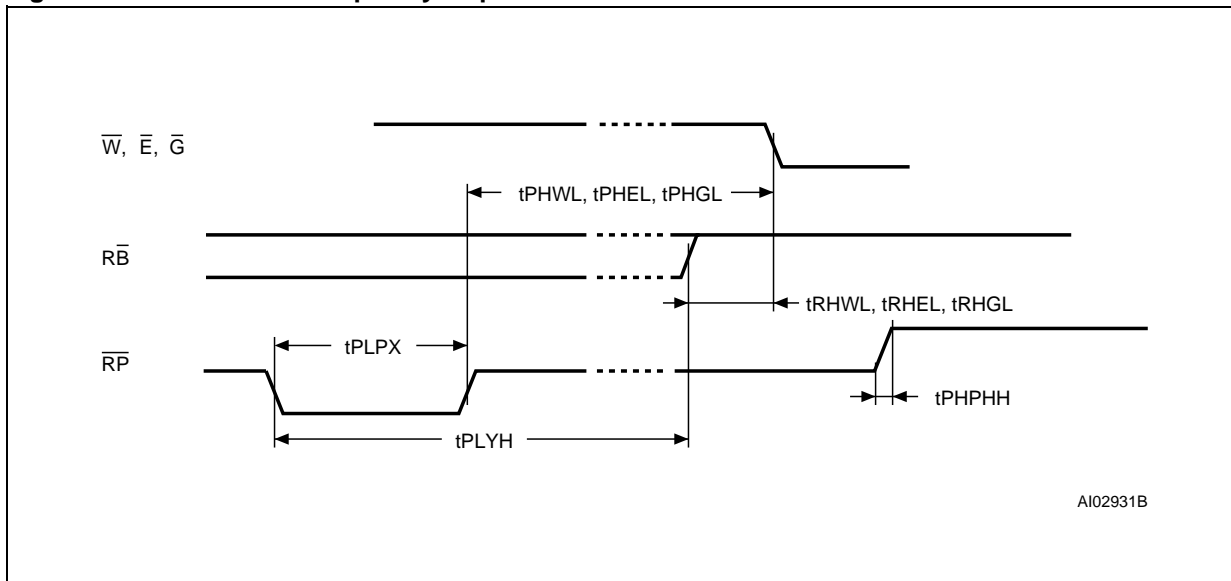 W̅, E̅, G̅
tPHWL, tPHEL, tPHGL
RB̅
tRHWL, tRHEL, tRHGL
tPLPX
R̅P̅
tPHPHH
tPLYH
AI02931B